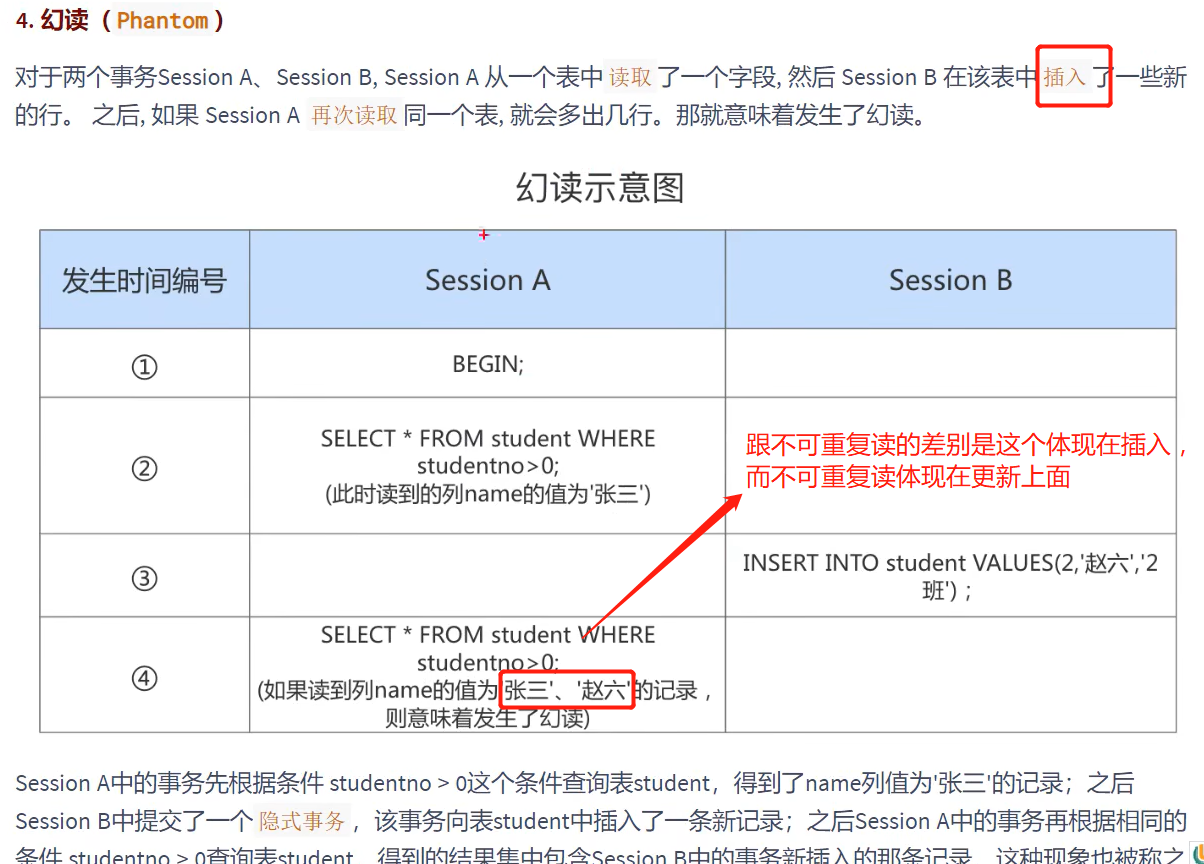 4. 幻读（Phantom）
对于两个事务Session A、Session B, Session A 从一个表中 读取 了一个字段, 然后 Session B 在该表中 插入 了一些新
的行。 之后, 如果 Session A 再次读取 同一个表, 就会多出几行。那就意味着发生了幻读。
幻读示意图
发生时间编号 Session A Session B
① BEGIN;
② SELECT * FROM student WHERE
studentno>0;
(此时读到的列name的值为'张三')
跟不可重复读的差别是这个体现在插入，
而不可重复读体现在更新上面
③ INSERT INTO student VALUES(2,'赵六','2
班')；
④ SELECT * FROM student WHERE
studentno>0;
(如果读到列name的值为'张三'、'赵六'的记录，
则意味着发生了幻读)
Session A中的事务先根据条件 studentno > 0这个条件查询表student，得到了name列值为'张三'的记录；之后
Session B中提交了一个 隐式事务 ，该事务向表student中插入了一条新记录；之后Session A中的事务再根据相同的
条件 studentno > 0查询表student，得到的结果集中包含Session B中的事务新插入的那条记录，这种现象也被称之